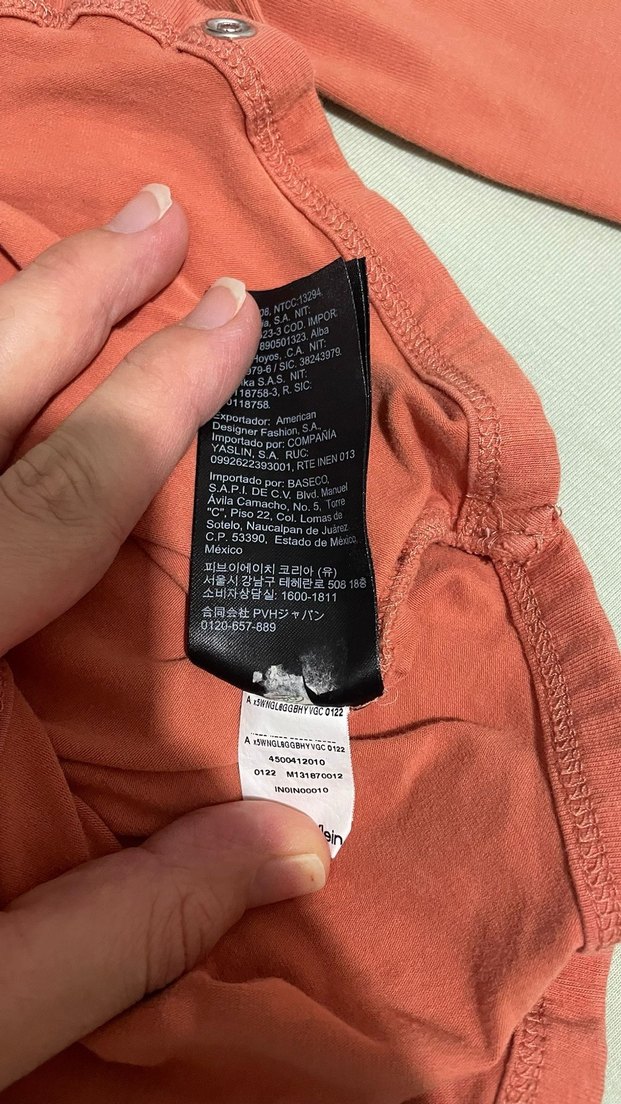 NTCC:13294,
S.A. NIT:
23-3 COD. IMPOR.
890501323. Alba
Hoyos, .C.A. NIT:
979-6 / SIC. 38243979.
S.A.S. NIT:
118758-3, R. SIC.
0118758.
Exportador: American
Designer Fashion, S.A.,
Importado por: COMPAÑÍA
YASLIN, S.A. RUC:
0992622393001, RTE INEN 013
Importado por: BASECO,
S.A.P.I. DE C.V. Blvd. Manuel
Ávila Camacho, No. 5, Torre
"C", Piso 22, Col. Lomas de
Sotelo, Naucalpan de Juárez
C.P. 53390, Estado de México,
México
피브이에이치 코리아 (유)
서울시 강남구 테헤란로 508 18층
소비자상담실: 1600-1811
合同会社 PVHジャパン
0120-657-889
A x5WNGL8GGBHYVGC 0122
A x5WNGL8GGBHYVGC 0122
4500412010
0122 M131870012
IN0IN00010
lein